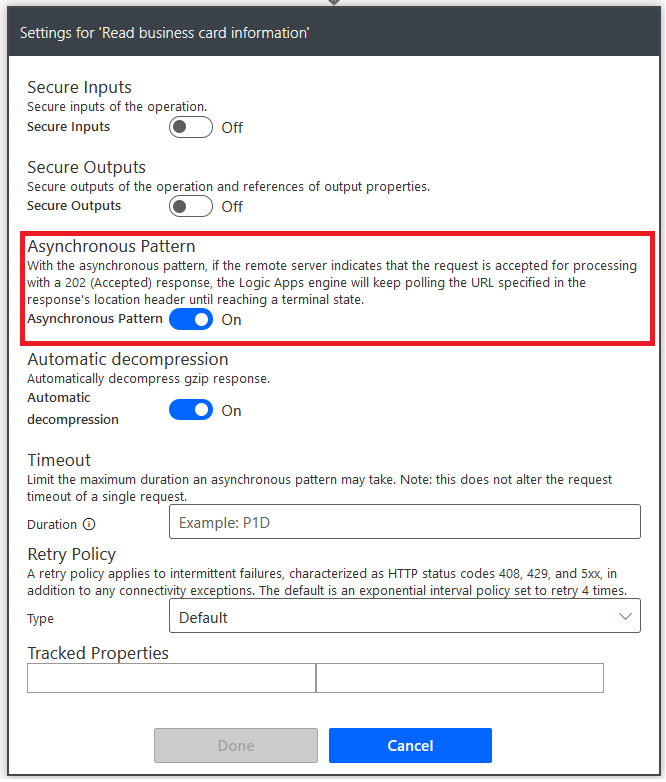 Settings for 'Read business card information'
Secure Inputs
Secure inputs of the operation.
Secure Inputs Off
Secure Outputs
Secure outputs of the operation and references of output properties.
Secure Outputs Off
Asynchronous Pattern
With the asynchronous pattern, if the remote server indicates that the request is accepted for processing
with a 202 (Accepted) response, the Logic Apps engine will keep polling the URL specified in the
response's location header until reaching a terminal state.
Asynchronous Pattern On
Automatic decompression
Automatically decompress gzip response.
Automatic
decompression On
Timeout
Limit the maximum duration an asynchronous pattern may take. Note: this does not alter the request
timeout of a single request.
Duration Example: P1D
Retry Policy
A retry policy applies to intermittent failures, characterized as HTTP status codes 408, 429, and 5xx, in
addition to any connectivity exceptions. The default is an exponential interval policy set to retry 4 times.
Type Default
Tracked Properties
Done Cancel